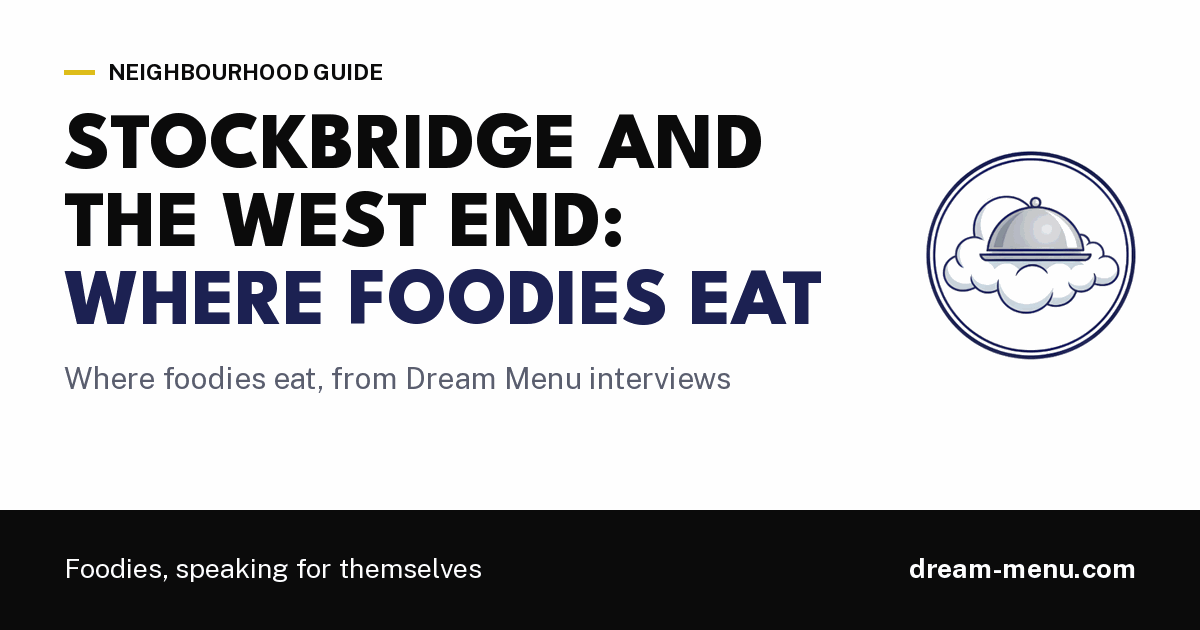 NEIGHBOURHOOD GUIDE
STOCKBRIDGE AND
THE WEST END:
WHERE FOODIES EAT
Where foodies eat, from Dream Menu interviews
Foodies, speaking for themselves
dream-menu.com